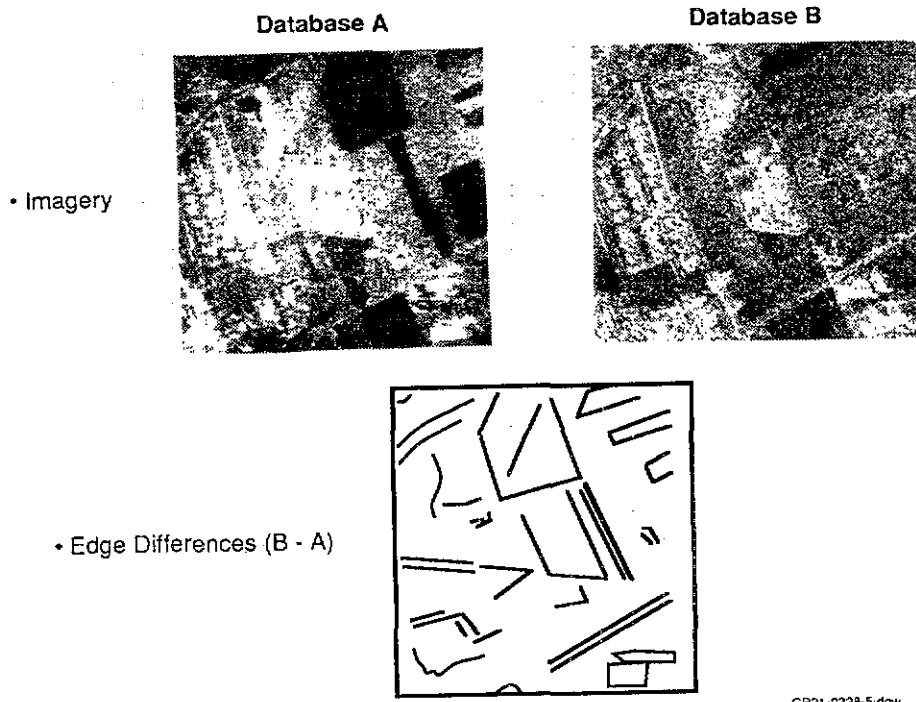 Database A
Database B
• Imagery
• Edge Differences (B - A)